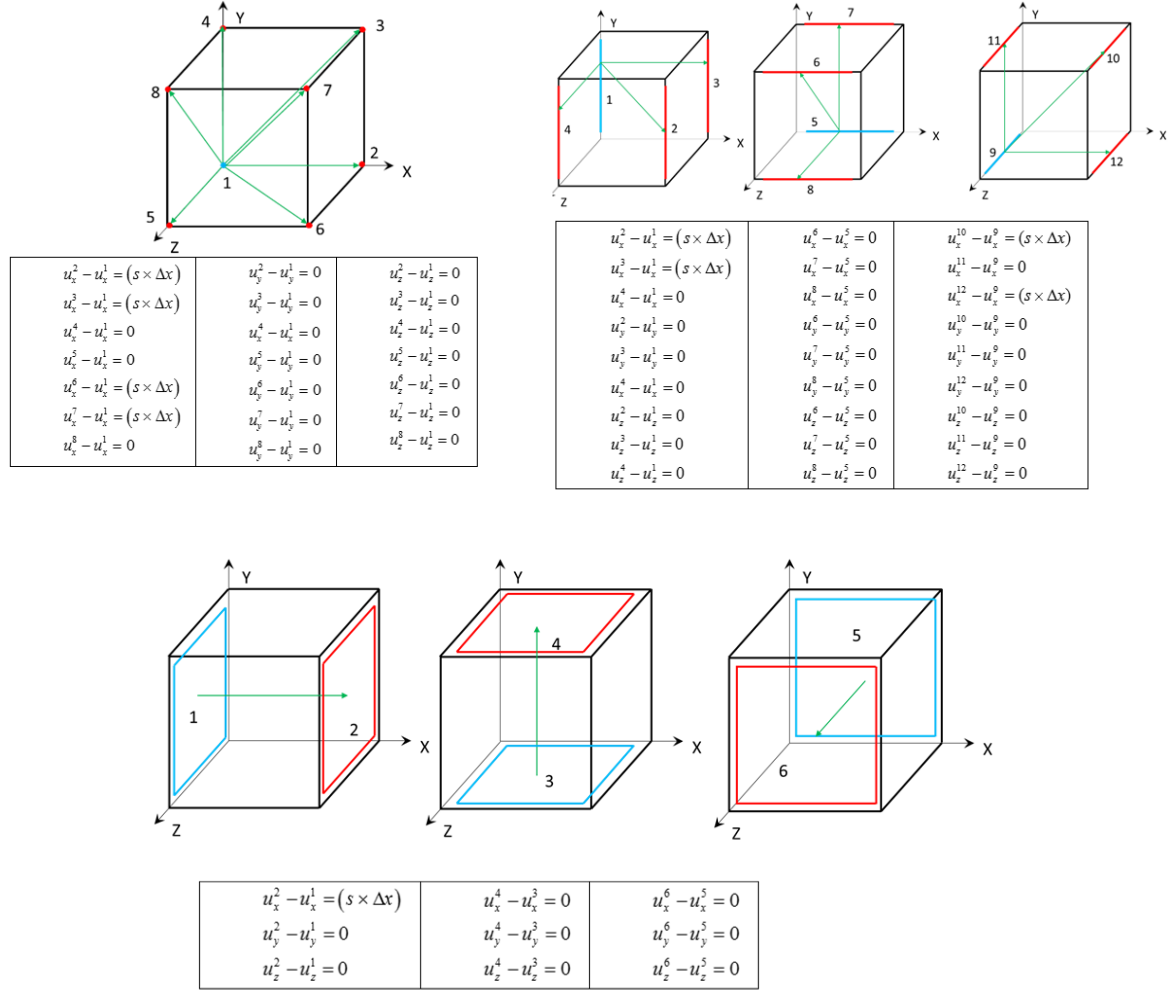 Y
4
3
8
7
2
X
1
5
6
Z
u_x^2 − u_x^1 = (s × Δx)
u_x^3 − u_x^1 = (s × Δx)
u_x^4 − u_x^1 = 0
u_x^5 − u_x^1 = 0
u_x^6 − u_x^1 = (s × Δx)
u_x^7 − u_x^1 = (s × Δx)
u_x^8 − u_x^1 = 0
u_y^2 − u_y^1 = 0
u_y^3 − u_y^1 = 0
u_x^4 − u_x^1 = 0
u_y^5 − u_y^1 = 0
u_y^6 − u_y^1 = 0
u_y^7 − u_y^1 = 0
u_y^8 − u_y^1 = 0
u_z^2 − u_z^1 = 0
u_z^3 − u_z^1 = 0
u_z^4 − u_z^1 = 0
u_z^5 − u_z^1 = 0
u_z^6 − u_z^1 = 0
u_z^7 − u_z^1 = 0
u_z^8 − u_z^1 = 0
Y
3
1
4
2
X
Z
Y
7
6
5
X
Z
8
Y
11
10
X
9
12
Z
u_x^2 − u_x^1 = (s × Δx)
u_x^3 − u_x^1 = (s × Δx)
u_x^4 − u_x^1 = 0
u_y^2 − u_y^1 = 0
u_y^3 − u_y^1 = 0
u_x^4 − u_x^1 = 0
u_z^2 − u_z^1 = 0
u_z^3 − u_z^1 = 0
u_z^4 − u_z^1 = 0
u_x^6 − u_x^5 = 0
u_x^7 − u_x^5 = 0
u_x^8 − u_x^5 = 0
u_y^6 − u_y^5 = 0
u_y^7 − u_y^5 = 0
u_y^8 − u_y^5 = 0
u_z^6 − u_z^5 = 0
u_z^7 − u_z^5 = 0
u_z^8 − u_z^5 = 0
u_x^10 − u_x^9 = (s × Δx)
u_x^11 − u_x^9 = 0
u_x^12 − u_x^9 = (s × Δx)
u_y^10 − u_y^9 = 0
u_y^11 − u_y^9 = 0
u_y^12 − u_y^9 = 0
u_z^10 − u_z^9 = 0
u_z^11 − u_z^9 = 0
u_z^12 − u_z^9 = 0
Y
1
2
X
Z
Y
4
X
3
Z
Y
5
X
6
Z
u_x^2 − u_x^1 = (s × Δx)
u_y^2 − u_y^1 = 0
u_z^2 − u_z^1 = 0
u_x^4 − u_x^3 = 0
u_y^4 − u_y^3 = 0
u_z^4 − u_z^3 = 0
u_x^6 − u_x^5 = 0
u_y^6 − u_y^5 = 0
u_z^6 − u_z^5 = 0